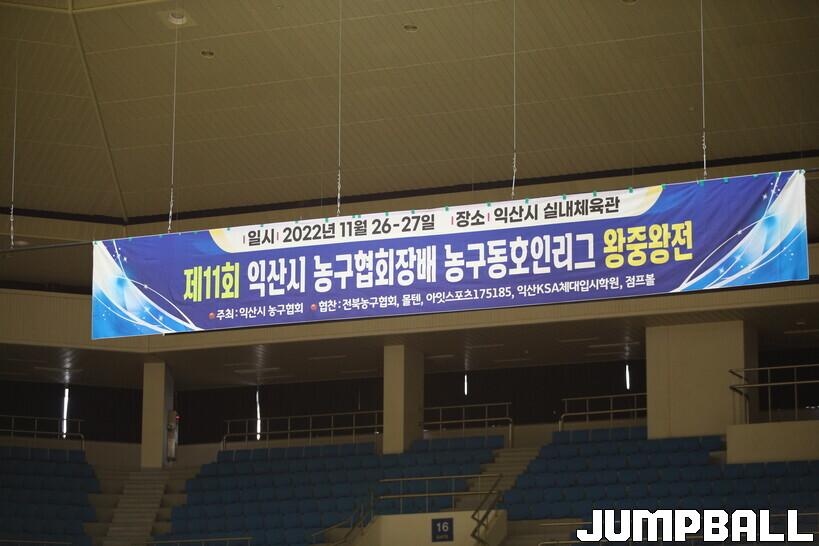 일시 2022년 11월 26-27일 장소 익산시 실내체육관
제11회 익산시 농구협회장배 농구동호인리그 왕중왕전
주최 : 익산시 농구협회 협찬 : 전북농구협회, 몰텐, 아잇스포츠175185, 익산KSA체대입시학원, 점프볼
16
JUMPBALL